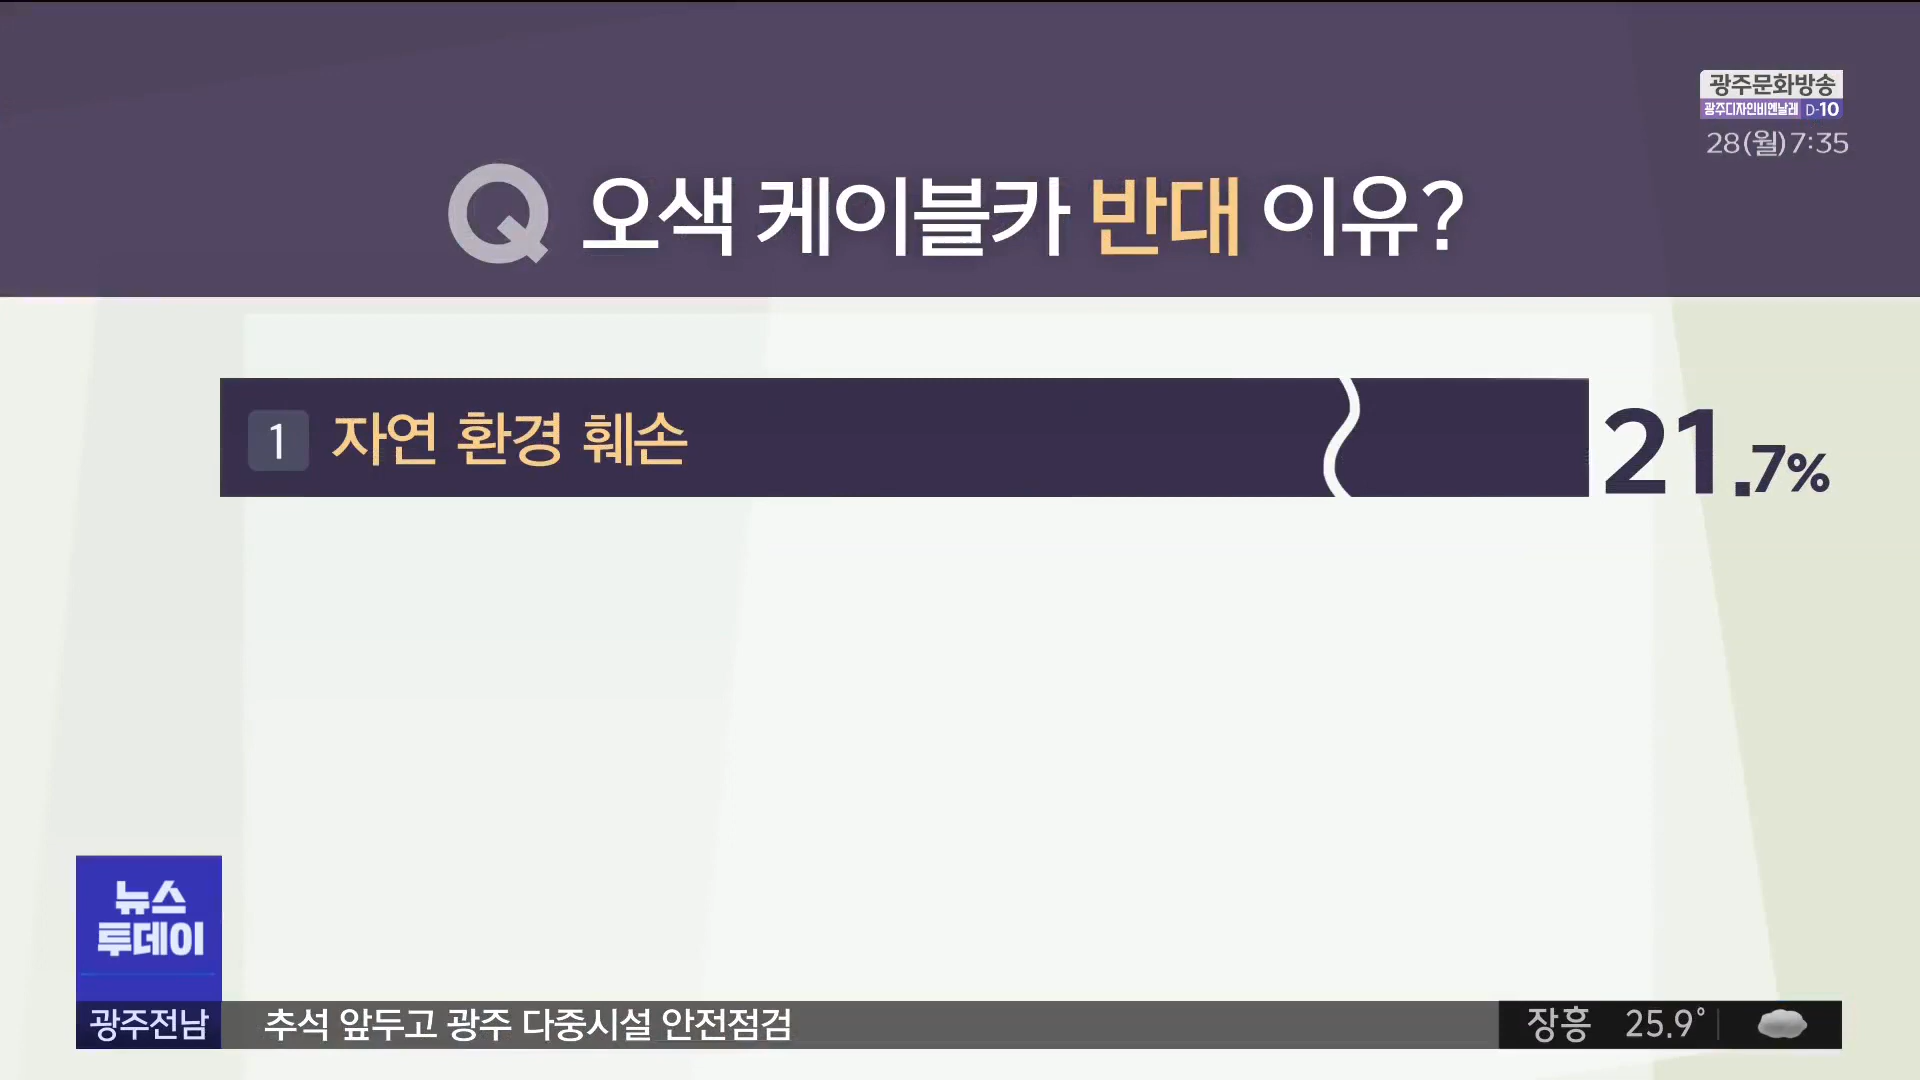 광주문화방송
광주디자인비엔날레 D-10
28(월) 7:35
Q 오색 케이블카 반대 이유?
1 자연 환경 훼손
21.7%
뉴스
투데이
광주전남 추석 앞두고 광주 다중시설 안전점검
장흥 25.9°